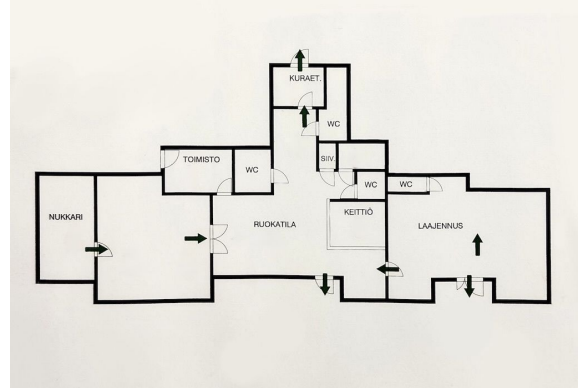 KURAET.
WC
TOIMISTO
WC
SIIV.
WC
WC
NUKKARI
RUOKATILA
KEITTIÖ
LAAJENNUS